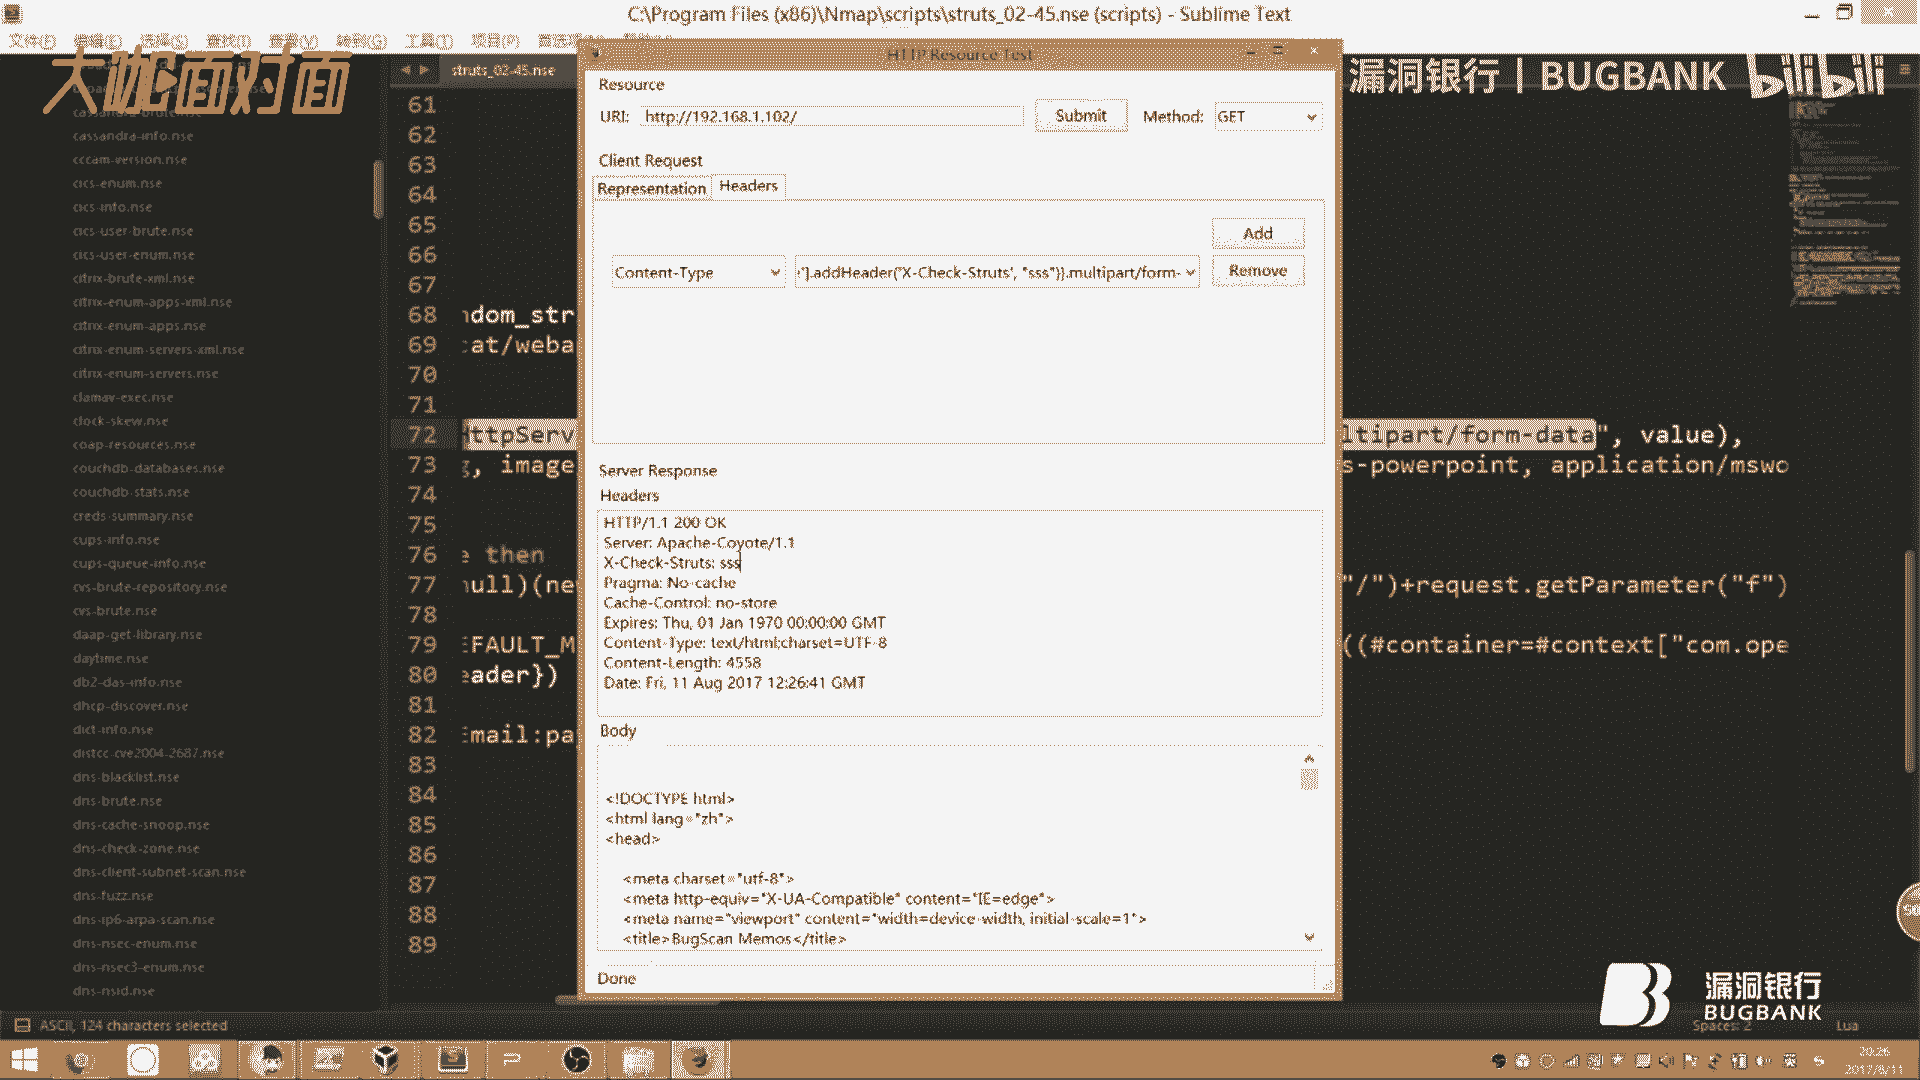 C:\Program Files (x86)\Nmap\scripts\struts_02-45.nse (scripts) - Sublime Text
工具(T) 项目(P)
大咖面对面
漏洞银行 | BUGBANK bilibili
struts_02-45.nse
cassandra-brute.nse
cassandra-info.nse
cccam-version.nse
cics-enum.nse
cics-info.nse
cics-user-brute.nse
cics-user-enum.nse
citrix-brute-xml.nse
citrix-enum-apps-xml.nse
citrix-enum-apps.nse
citrix-enum-servers-xml.nse
citrix-enum-servers.nse
clamav-exec.nse
clock-skew.nse
coap-resources.nse
couchdb-databases.nse
couchdb-stats.nse
creds-summary.nse
cups-info.nse
cups-queue-info.nse
cvs-brute-repository.nse
cvs-brute.nse
daap-get-library.nse
daytime.nse
db2-das-info.nse
dhcp-discover.nse
dict-info.nse
distcc-cve2004-2687.nse
dns-blacklist.nse
dns-brute.nse
dns-cache-snoop.nse
dns-check-zone.nse
dns-client-subnet-scan.nse
dns-fuzz.nse
dns-ip6-arpa-scan.nse
dns-nsec-enum.nse
dns-nsec3-enum.nse
dns-nsid.nse
61
62
63
64
65
66
67
68 ndom_str
69 cat/weba
70
71
72 HttpServ ltipart/form-data", value),
73 g, image s-powerpoint, application/mswo
74
75
76 e then
77 null)(ne "/")+request.getParameter("f")
78
79 EFAULT_M ((#container=#context["com.ope
80 eader})
81
82 Email:pa
83
84
85
86
87
88
89
HTTP Resource Test
Resource
URI: http://192.168.1.102/ Submit Method: GET
Client Request
Representation Headers
Add
Content-Type '].addHeader('X-Check-Struts', "sss")}.multipart/form- Remove
Server Response
Headers
HTTP/1.1 200 OK
Server: Apache-Coyote/1.1
X-Check-Struts: sss
Pragma: No-cache
Cache-Control: no-store
Expires: Thu, 01 Jan 1970 00:00:00 GMT
Content-Type: text/html;charset=UTF-8
Content-Length: 4558
Date: Fri, 11 Aug 2017 12:26:41 GMT
Body
<!DOCTYPE html>
<html lang="zh">
<head>
<meta charset="utf-8">
<meta http-equiv="X-UA-Compatible" content="IE=edge">
<meta name="viewport" content="width=device-width, initial-scale=1">
<title>BugScan Memos</title>
Done
漏洞银行
BUGBANK
ASCII, 124 characters selected
Spaces: 2 Lua
20:26
2017/8/11